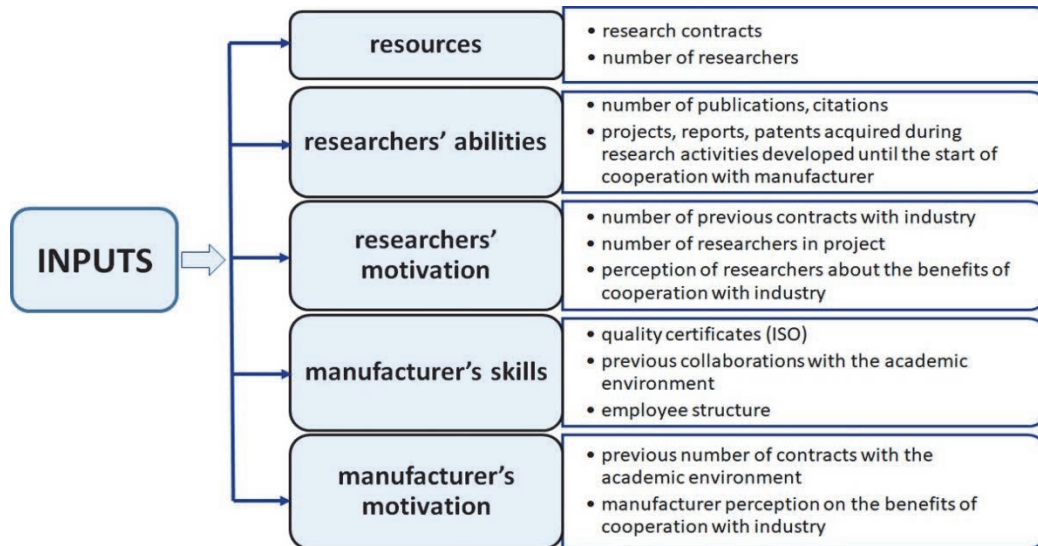 INPUTS
resources
• research contracts
• number of researchers
researchers’ abilities
• number of publications, citations
• projects, reports, patents acquired during
research activities developed until the start of
cooperation with manufacturer
researchers’
motivation
• number of previous contracts with industry
• number of researchers in project
• perception of researchers about the benefits of
cooperation with industry
manufacturer’s skills
• quality certificates (ISO)
• previous collaborations with the academic
environment
• employee structure
manufacturer’s
motivation
• previous number of contracts with the
academic environment
• manufacturer perception on the benefits of
cooperation with industry